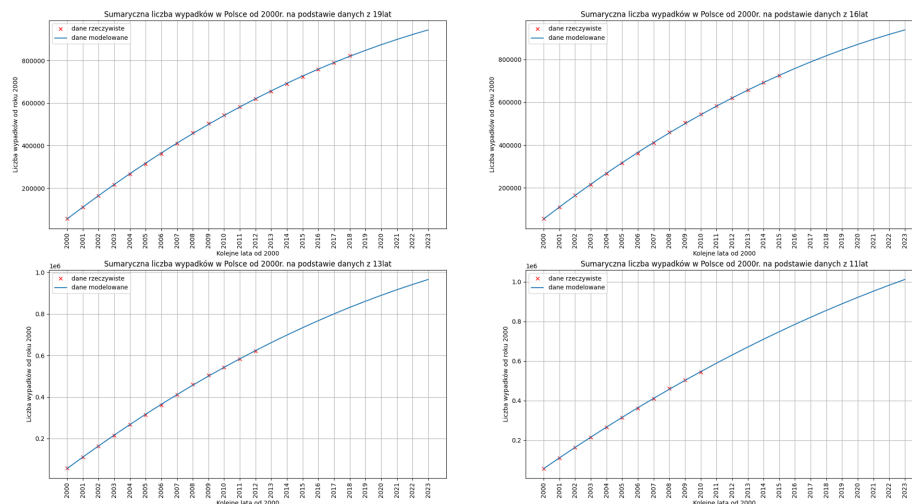 Sumaryczna liczba wypadków w Polsce od 2000r. na podstawie danych z 19lat
dane rzeczywiste
dane modelowane
800000
600000
400000
200000
Liczba wypadków od roku 2000
2000 2001 2002 2003 2004 2005 2006 2007 2008 2009 2010 2011 2012 2013 2014 2015 2016 2017 2018 2019 2020 2021 2022 2023
Kolejne lata od 2000
Sumaryczna liczba wypadków w Polsce od 2000r. na podstawie danych z 16lat
dane rzeczywiste
dane modelowane
800000
600000
400000
200000
Liczba wypadków od roku 2000
2000 2001 2002 2003 2004 2005 2006 2007 2008 2009 2010 2011 2012 2013 2014 2015 2016 2017 2018 2019 2020 2021 2022 2023
Kolejne lata od 2000
Sumaryczna liczba wypadków w Polsce od 2000r. na podstawie danych z 13lat
1e6
dane rzeczywiste
dane modelowane
1.0
0.8
0.6
0.4
0.2
Liczba wypadków od roku 2000
2000 2001 2002 2003 2004 2005 2006 2007 2008 2009 2010 2011 2012 2013 2014 2015 2016 2017 2018 2019 2020 2021 2022 2023
Kolejne lata od 2000
Sumaryczna liczba wypadków w Polsce od 2000r. na podstawie danych z 11lat
1e6
dane rzeczywiste
dane modelowane
1.0
0.8
0.6
0.4
0.2
Liczba wypadków od roku 2000
2000 2001 2002 2003 2004 2005 2006 2007 2008 2009 2010 2011 2012 2013 2014 2015 2016 2017 2018 2019 2020 2021 2022 2023
Kolejne lata od 2000